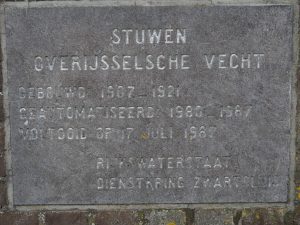 STUWEN
OVERIJSSELSCHE VECHT
GEBOUWD 1907-1921
GEAUTOMATISEERD 1980-1987
VOLTOOID OP 17 JULI 1987
RIJKSWATERSTAAT
DIENSTKRING ZWARTSLUIS